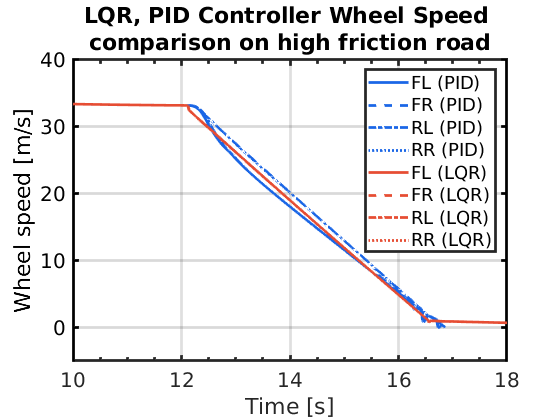 LQR, PID Controller Wheel Speed
comparison on high friction road
40
30
20
10
0
Wheel speed [m/s]
FL (PID)
FR (PID)
RL (PID)
RR (PID)
FL (LQR)
FR (LQR)
RL (LQR)
RR (LQR)
10
12
14
16
18
Time [s]